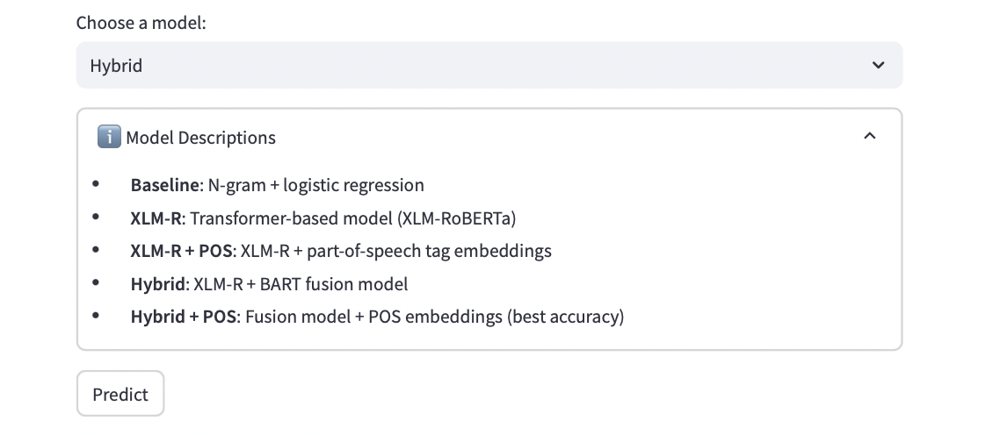 Choose a model:
Hybrid
ℹ️ Model Descriptions
• Baseline: N-gram + logistic regression
• XLM-R: Transformer-based model (XLM-RoBERTa)
• XLM-R + POS: XLM-R + part-of-speech tag embeddings
• Hybrid: XLM-R + BART fusion model
• Hybrid + POS: Fusion model + POS embeddings (best accuracy)
Predict